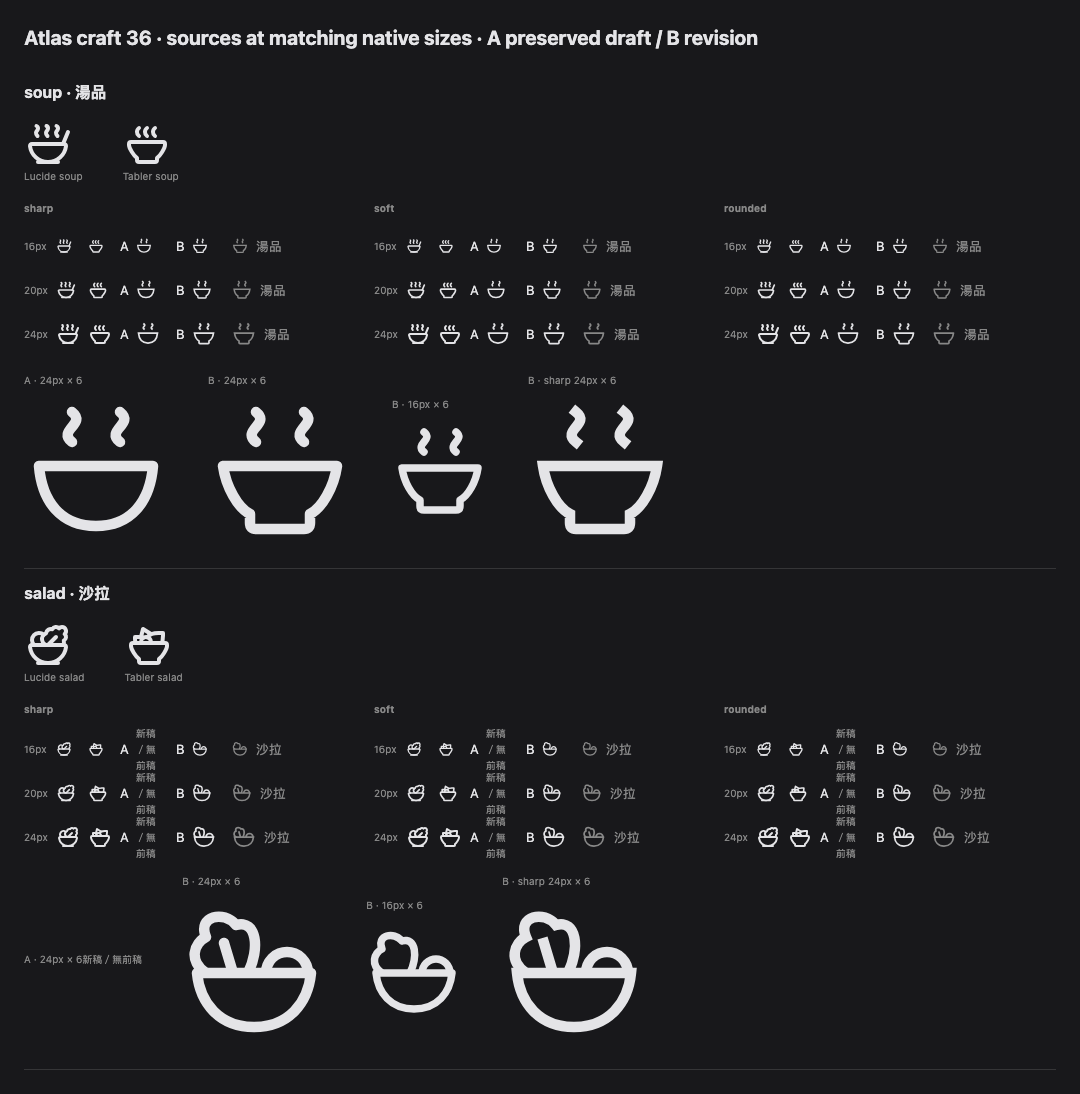 Atlas craft 36 · sources at matching native sizes · A preserved draft / B revision
soup · 湯品
Lucide soup
Tabler soup
sharp
soft
rounded
16px A B 湯品
16px A B 湯品
16px A B 湯品
20px A B 湯品
20px A B 湯品
20px A B 湯品
24px A B 湯品
24px A B 湯品
24px A B 湯品
A · 24px × 6
B · 24px × 6
B · 16px × 6
B · sharp 24px × 6
salad · 沙拉
Lucide salad
Tabler salad
sharp
soft
rounded
16px A 新稿 / 無前稿 B 沙拉
16px A 新稿 / 無前稿 B 沙拉
16px A 新稿 / 無前稿 B 沙拉
20px A 新稿 / 無前稿 B 沙拉
20px A 新稿 / 無前稿 B 沙拉
20px A 新稿 / 無前稿 B 沙拉
24px A 新稿 / 無前稿 B 沙拉
24px A 新稿 / 無前稿 B 沙拉
24px A 新稿 / 無前稿 B 沙拉
A · 24px × 6新稿 / 無前稿
B · 24px × 6
B · 16px × 6
B · sharp 24px × 6